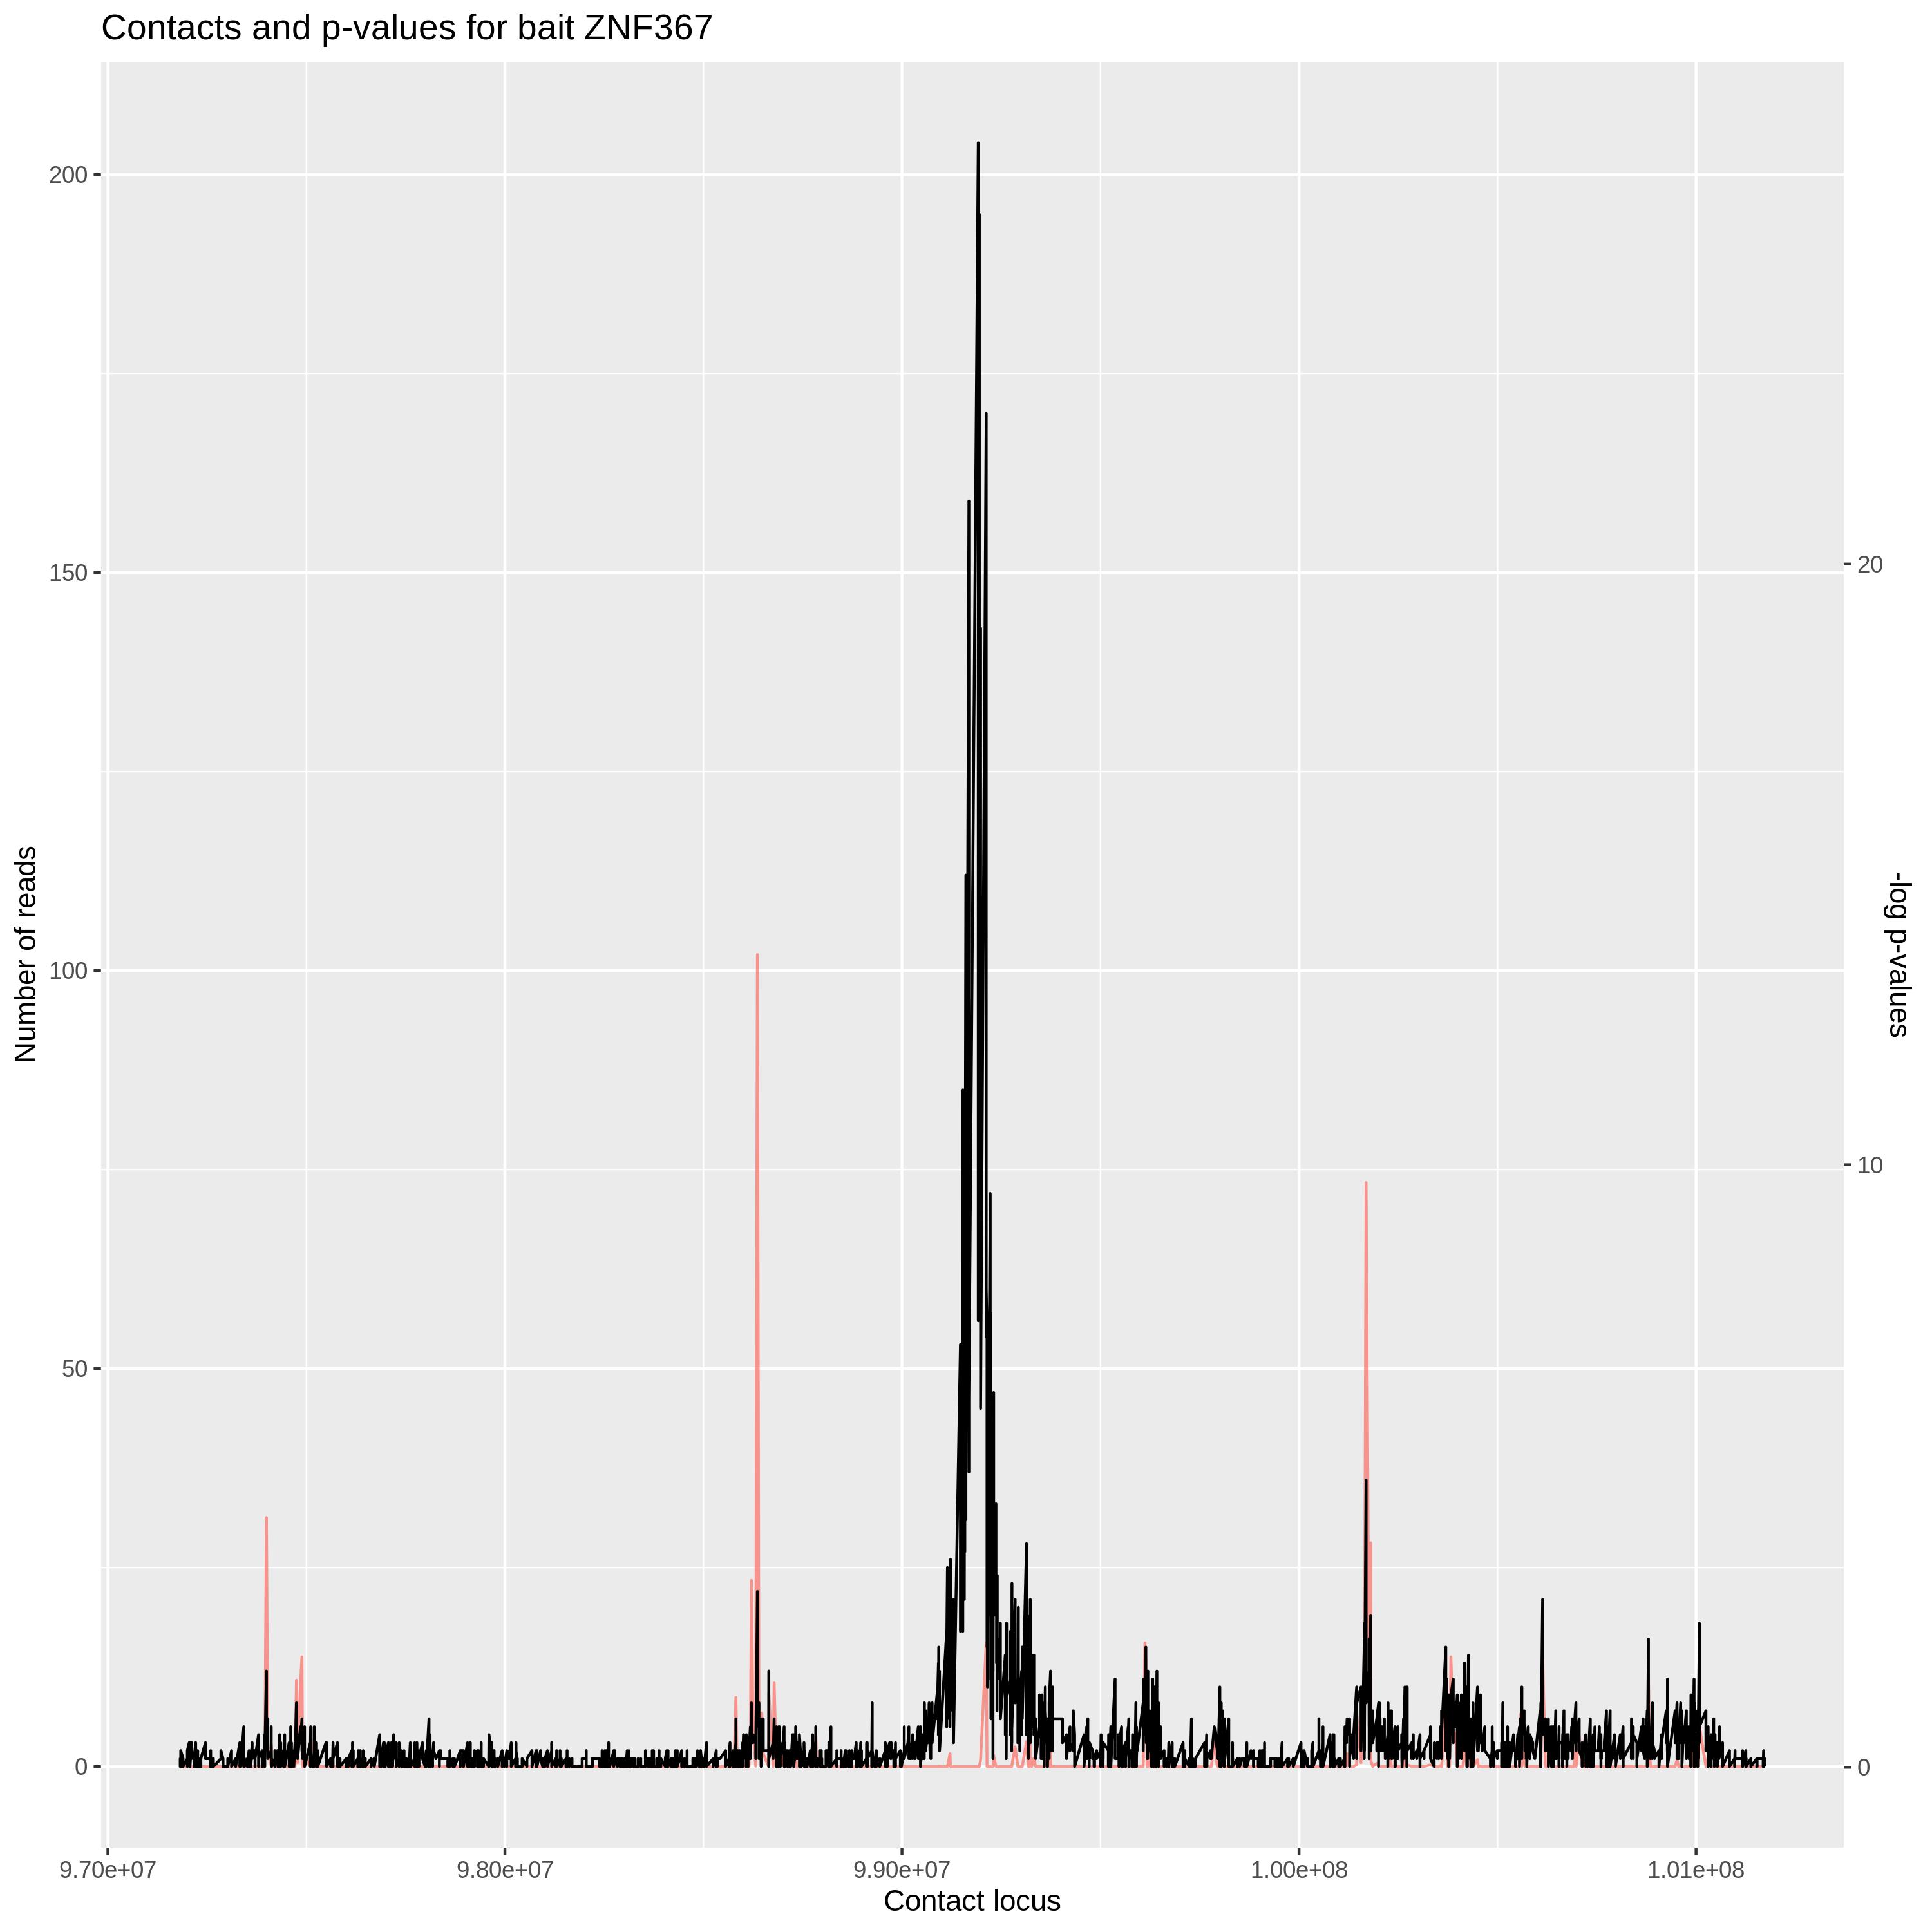 Contacts and p-values for bait ZNF367
200
150
100
50
0
Number of reads
20
10
0
-log p-values
9.70e+07
9.80e+07
9.90e+07
1.00e+08
1.01e+08
Contact locus